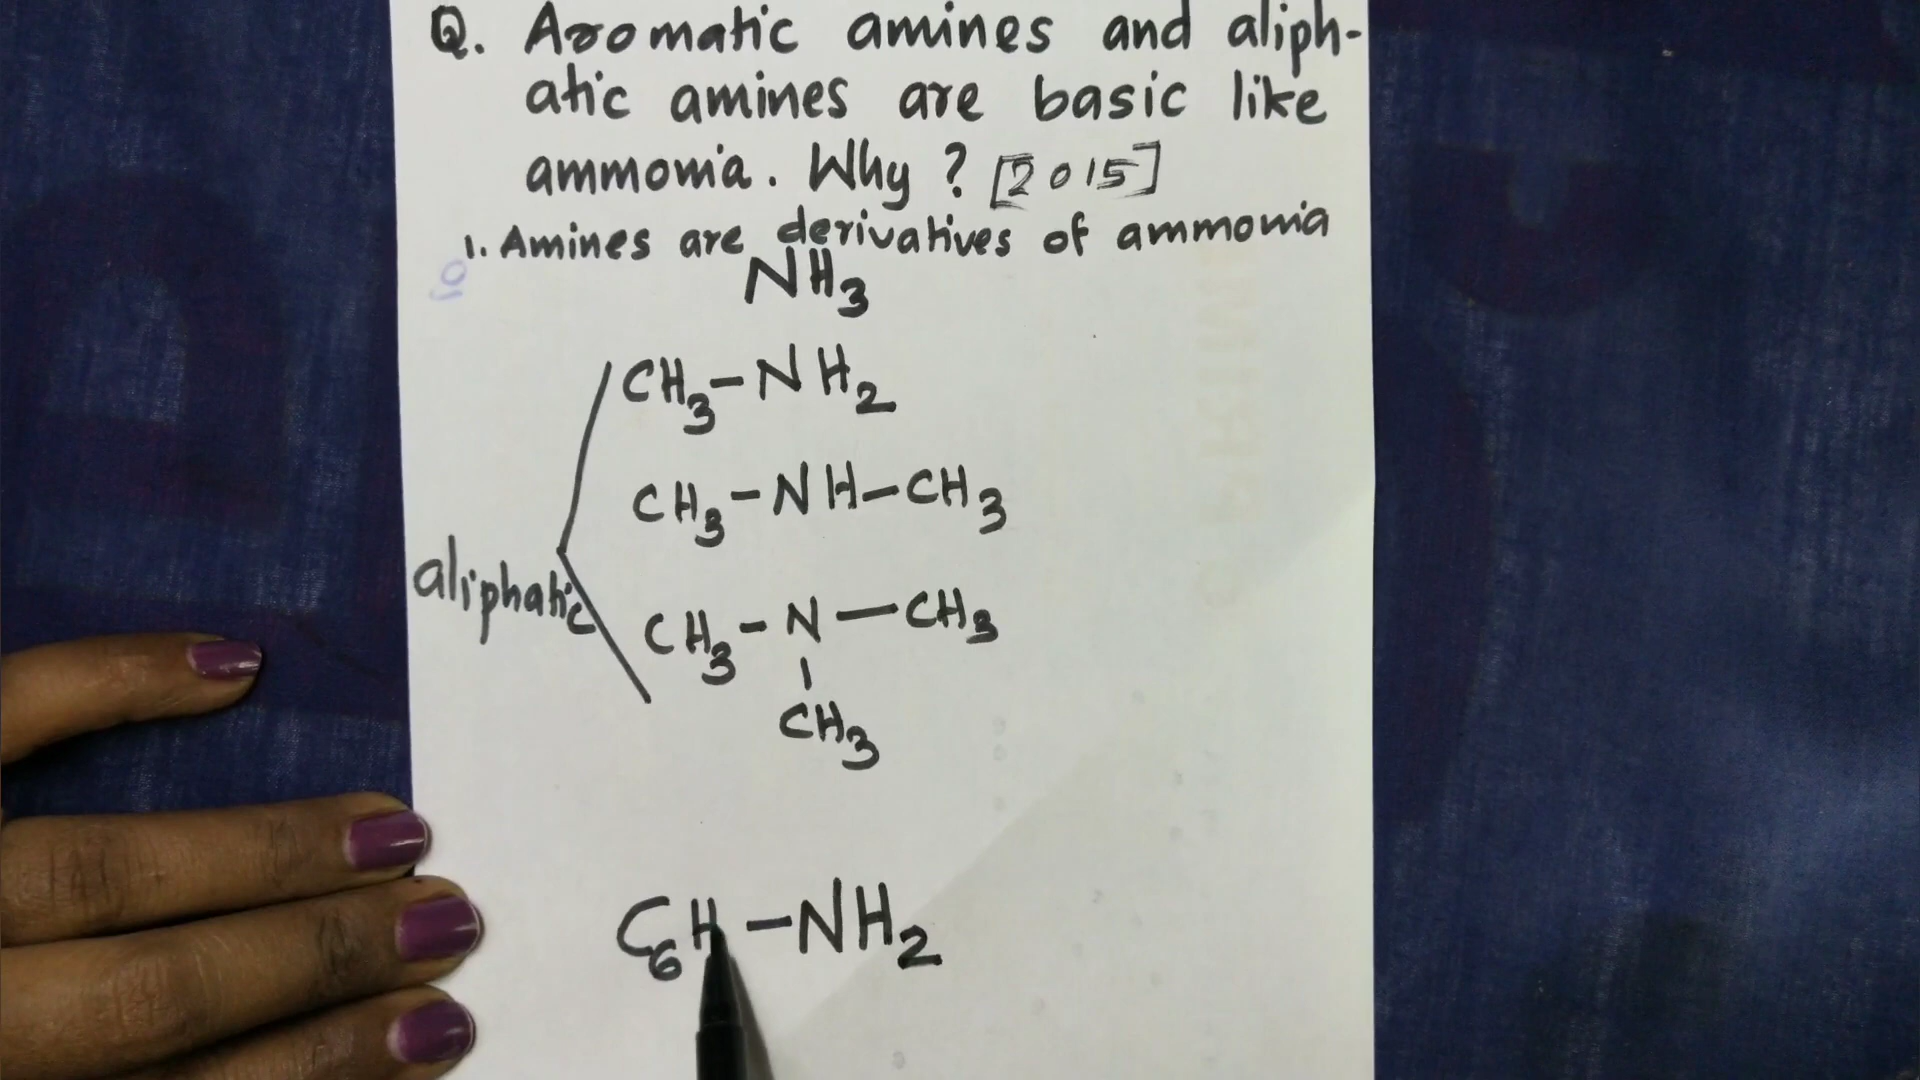 Q. Aromatic amines and aliph-
atic amines are basic like
ammonia. Why ? [2015]
1. Amines are derivatives of ammonia
NH3
CH3-NH2
CH3-NH-CH3
aliphatic
CH3-N-CH3
|
CH3
C6H-NH2